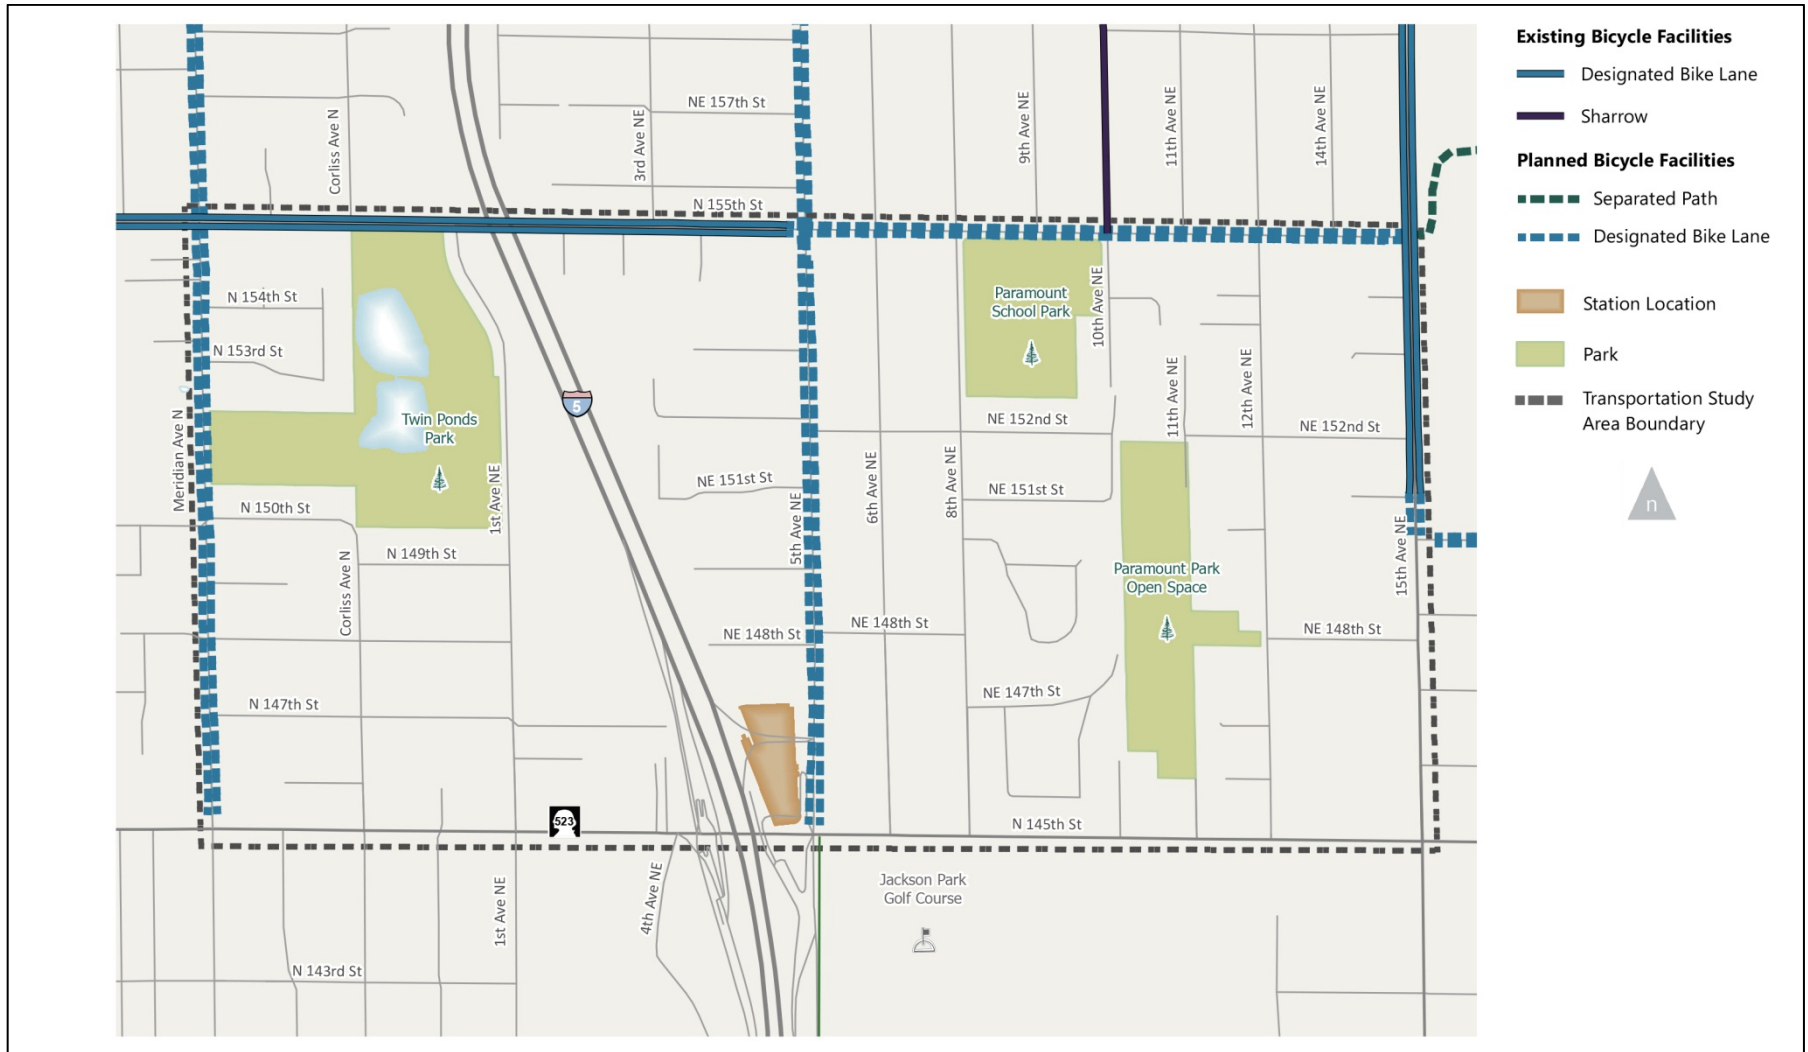 Existing Bicycle Facilities
Designated Bike Lane
Sharrow
Planned Bicycle Facilities
Separated Path
Designated Bike Lane
Station Location
Park
Transportation Study
Area Boundary
n
NE 157th St
Corliss Ave N
3rd Ave NE
9th Ave NE
11th Ave NE
14th Ave NE
N 155th St
N 154th St
N 153rd St
Paramount
School Park
10th Ave NE
11th Ave NE
12th Ave NE
5
Twin Ponds
Park
Meridian Ave N
1st Ave NE
NE 152nd St
NE 152nd St
NE 151st St
NE 151st St
5th Ave NE
6th Ave NE
8th Ave NE
15th Ave NE
N 150th St
N 149th St
Corliss Ave N
Paramount Park
Open Space
NE 148th St
NE 148th St
NE 148th St
N 147th St
NE 147th St
523
N 145th St
1st Ave NE
4th Ave NE
Jackson Park
Golf Course
N 143rd St